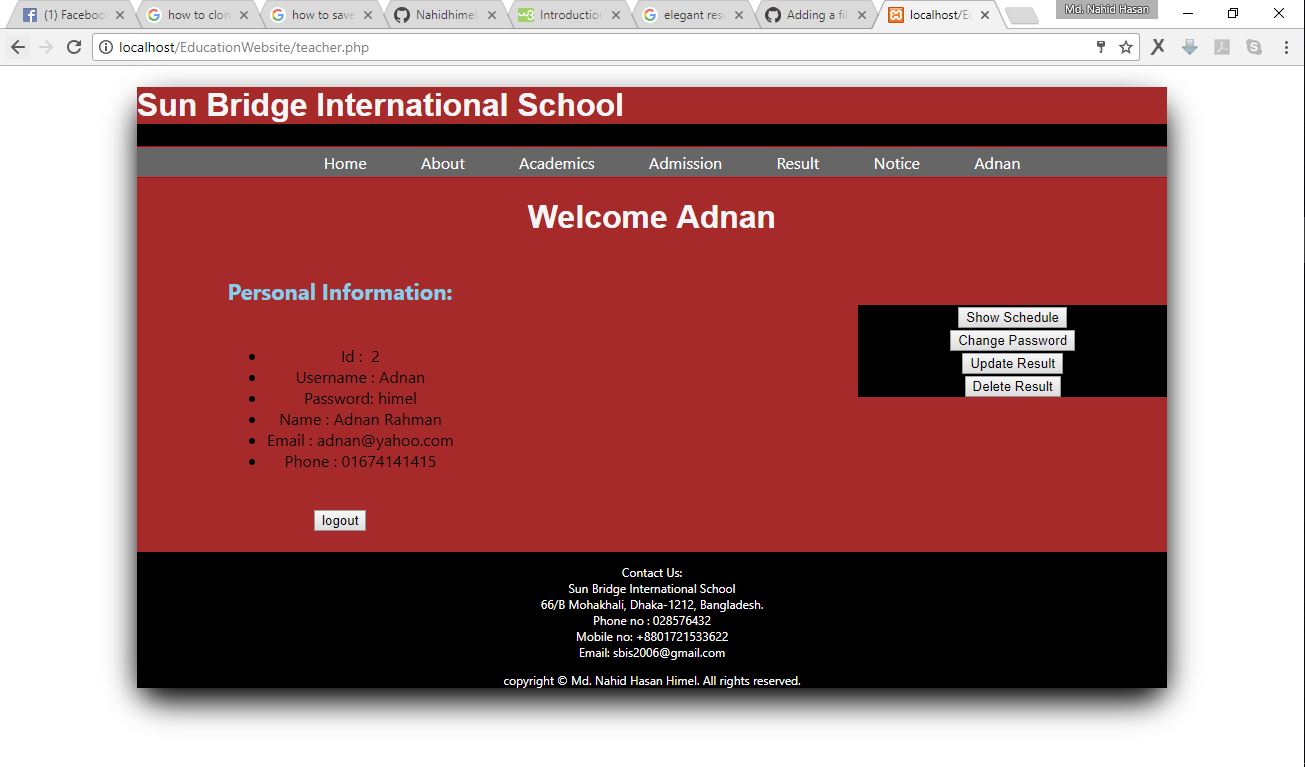 (1) Faceboo
how to clon
how to save
Nahidhime
Introduction
elegant resu
Adding a fil
localhost/Ed
Md. Nahid Hasan
localhost/EducationWebsite/teacher.php
Sun Bridge International School
Home About Academics Admission Result Notice Adnan
Welcome Adnan
Personal Information:
Id : 2
Username : Adnan
Password: himel
Name : Adnan Rahman
Email : adnan@yahoo.com
Phone : 01674141415
logout
Show Schedule
Change Password
Update Result
Delete Result
Contact Us:
Sun Bridge International School
66/B Mohakhali, Dhaka-1212, Bangladesh.
Phone no : 028576432
Mobile no: +8801721533622
Email: sbis2006@gmail.com
copyright © Md. Nahid Hasan Himel. All rights reserved.